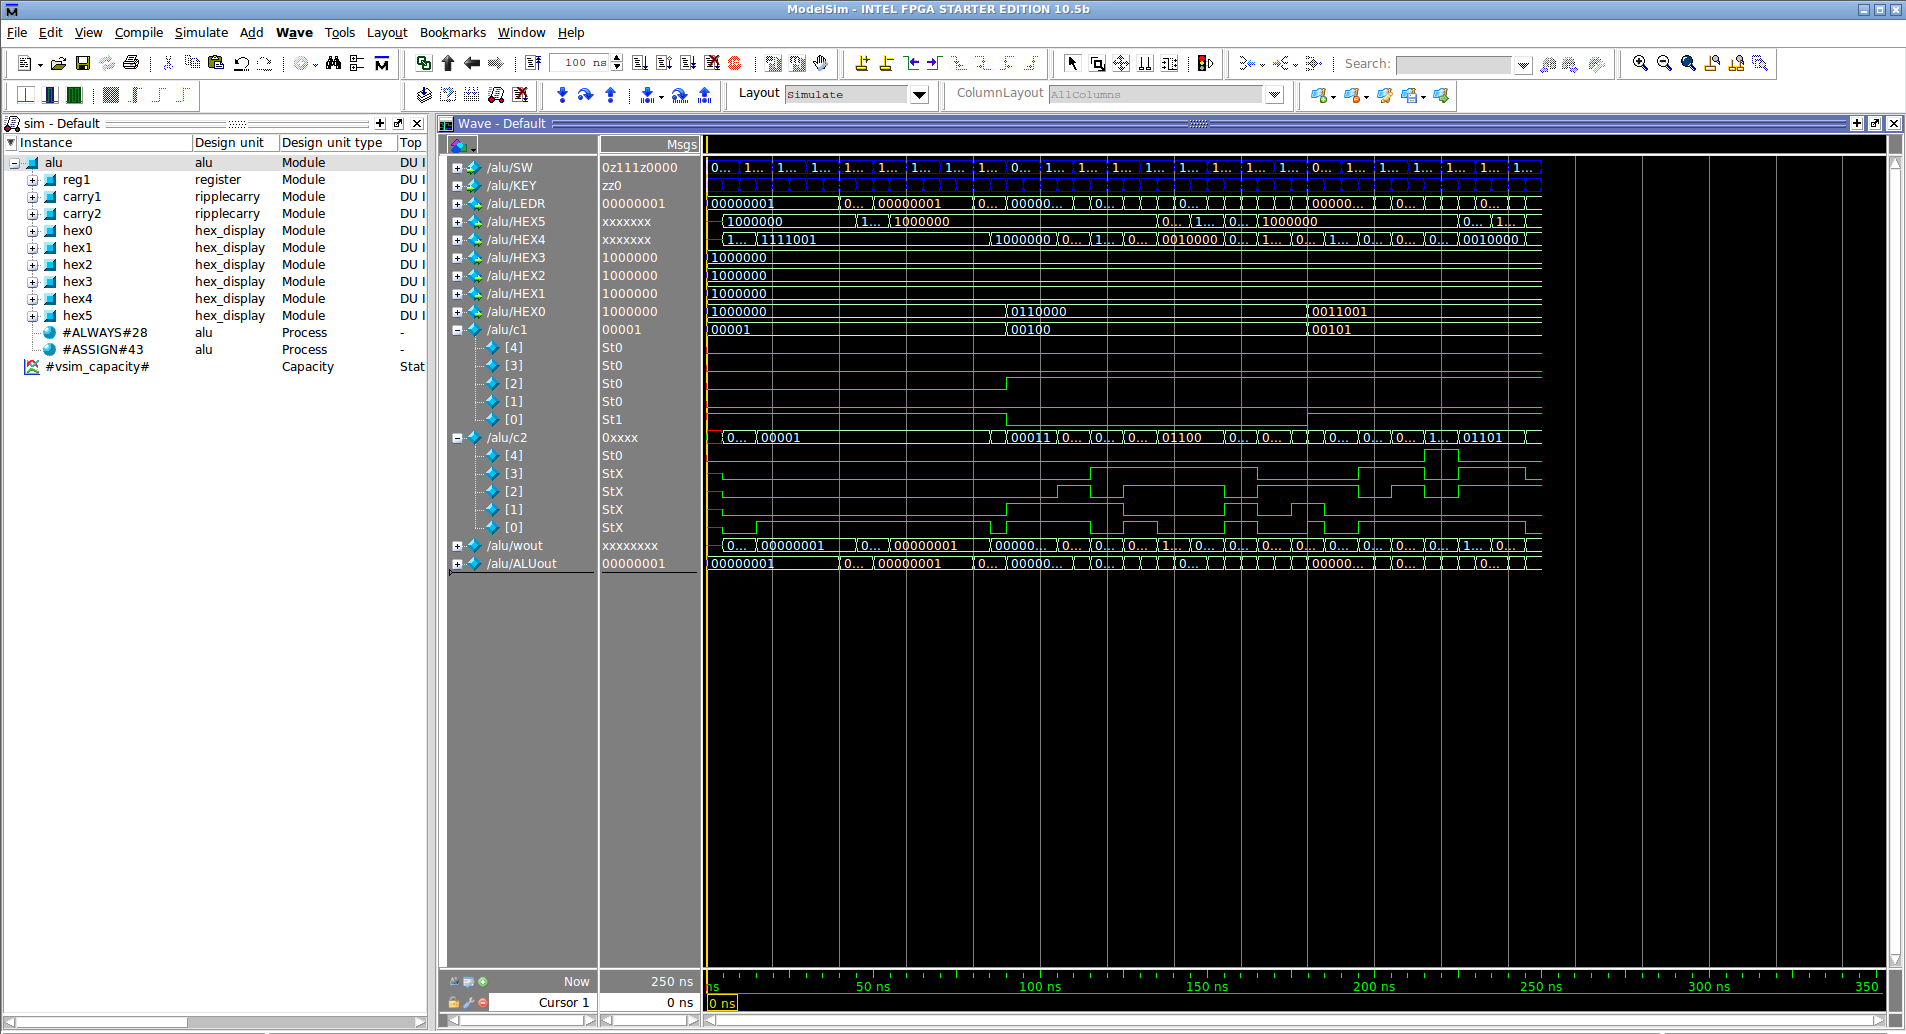 ModelSim - INTEL FPGA STARTER EDITION 10.5b
File Edit View Compile Simulate Add Wave Tools Layout Bookmarks Window Help
100 ns Search:
Layout Simulate ColumnLayout AllColumns
sim - Default
Instance Design unit Design unit type Top
alu alu Module DU I
reg1 register Module DU I
carry1 ripplecarry Module DU I
carry2 ripplecarry Module DU I
hex0 hex_display Module DU I
hex1 hex_display Module DU I
hex2 hex_display Module DU I
hex3 hex_display Module DU I
hex4 hex_display Module DU I
hex5 hex_display Module DU I
#ALWAYS#28 alu Process -
#ASSIGN#43 alu Process -
#vsim_capacity# Capacity Stat
Wave - Default
Msgs
/alu/SW 0z111z0000 0... 1... 1... 1... 1... 1... 1... 1... 1... 0... 1... 1... 1... 1... 1... 1... 1... 1... 0... 1... 1... 1... 1... 1... 1...
/alu/KEY zz0
/alu/LEDR 00000001 00000001 0... 00000001 0... 00000... 0... 0... 00000... 0... 0...
/alu/HEX5 xxxxxxx 1000000 1... 1000000 0... 1... 0... 1000000 0... 1...
/alu/HEX4 xxxxxxx 1... 1111001 1000000 0... 1... 0... 0010000 0... 1... 0... 1... 0... 0... 0... 0010000
/alu/HEX3 1000000 1000000
/alu/HEX2 1000000 1000000
/alu/HEX1 1000000 1000000
/alu/HEX0 1000000 1000000 0110000 0011001
/alu/c1 00001 00001 00100 00101
[4] St0
[3] St0
[2] St0
[1] St0
[0] St1
/alu/c2 0xxxx 0... 00001 00011 0... 0... 0... 01100 0... 0... 0... 0... 0... 1... 01101
[4] St0
[3] StX
[2] StX
[1] StX
[0] StX
/alu/wout xxxxxxxx 0... 00000001 0... 00000001 00000... 0... 0... 0... 1... 0... 0... 0... 0... 0... 0... 0... 0... 1... 0...
/alu/ALUout 00000001 00000001 0... 00000001 0... 00000... 0... 0... 00000... 0... 0...
Now 250 ns ns 50 ns 100 ns 150 ns 200 ns 250 ns 300 ns 350
Cursor 1 0 ns 0 ns